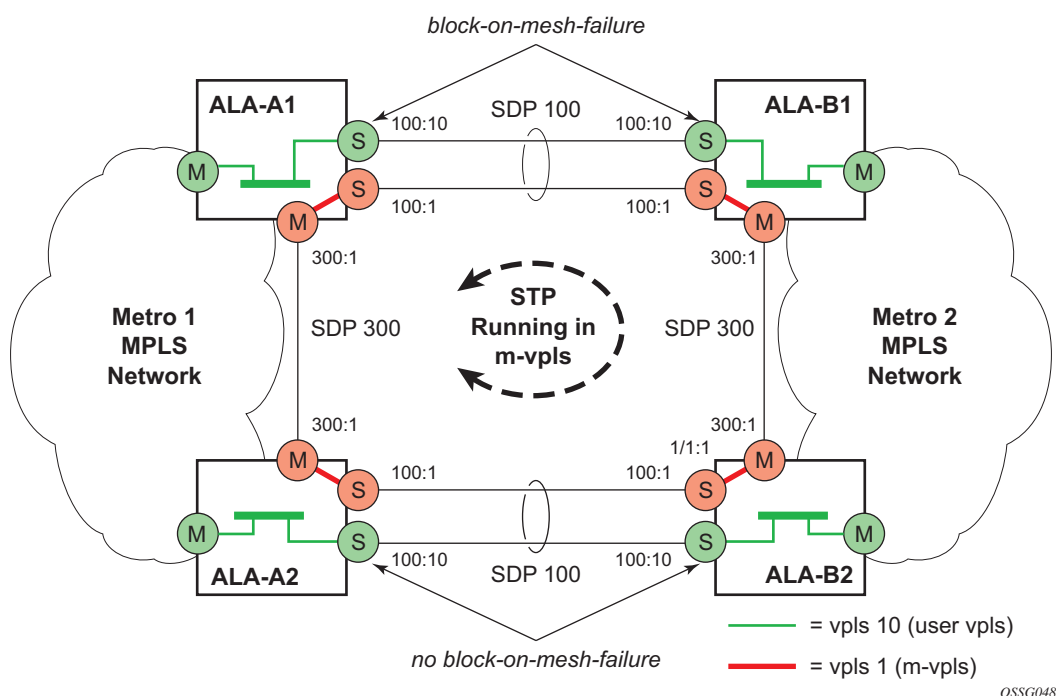 block-on-mesh-failure
ALA-A1
SDP 100
ALA-B1
100:10
100:10
S
S
M
M
S
S
100:1
100:1
M
M
300:1
300:1
Metro 1
MPLS
Network
SDP 300
STP
Running in
m-vpls
SDP 300
Metro 2
MPLS
Network
300:1
300:1
1/1:1
M
M
100:1
100:1
S
S
M
S
S
M
100:10
100:10
ALA-A2
SDP 100
ALA-B2
= vpls 10 (user vpls)
no block-on-mesh-failure
= vpls 1 (m-vpls)
OSSG048